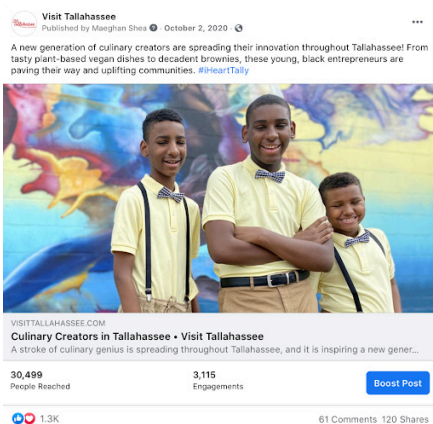 Visit Tallahassee
Published by Maeghan Shea · October 2, 2020 ·
A new generation of culinary creators are spreading their innovation throughout Tallahassee! From
tasty plant-based vegan dishes to decadent brownies, these young, black entrepreneurs are
paving their way and uplifting communities. #iHeartTally
VISITTALLAHASSEE.COM
Culinary Creators in Tallahassee • Visit Tallahassee
A stroke of culinary genius is spreading throughout Tallahassee, and it is inspiring a new gener...
30,499
People Reached
3,115
Engagements
Boost Post
1.3K
61 Comments 120 Shares